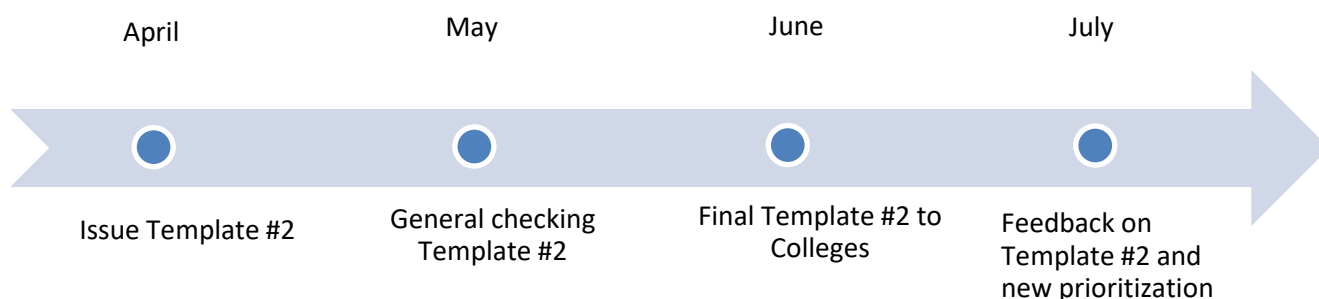 April
May
June
July
Issue Template #2
General checking
Template #2
Final Template #2 to
Colleges
Feedback on
Template #2 and
new prioritization